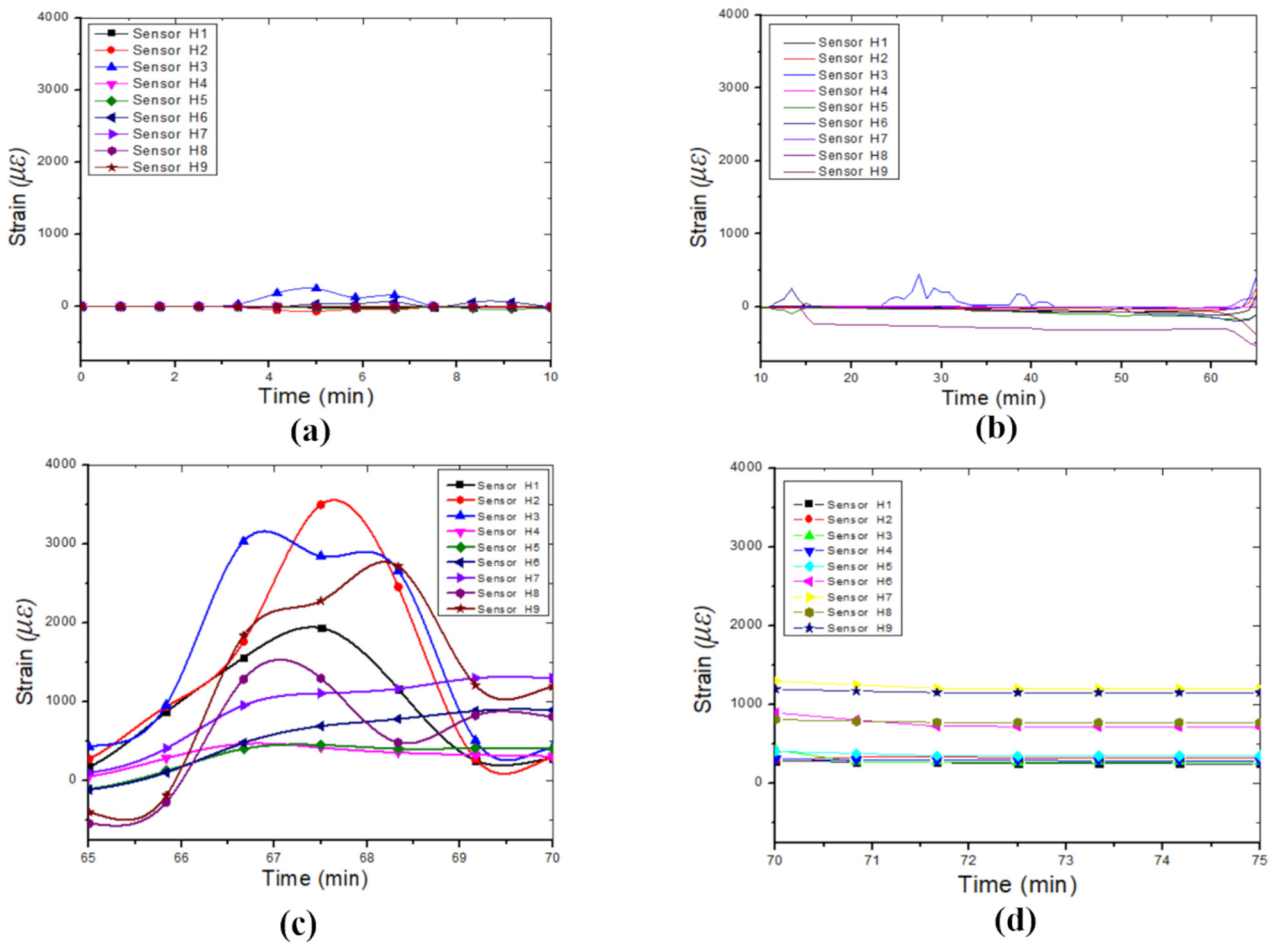 4000
3000
2000
1000
0
Strain (με)
Sensor H1
Sensor H2
Sensor H3
Sensor H4
Sensor H5
Sensor H6
Sensor H7
Sensor H8
Sensor H9
0 2 4 6 8 10
Time (min)
(a)
4000
3000
2000
1000
0
Strain (με)
Sensor H1
Sensor H2
Sensor H3
Sensor H4
Sensor H5
Sensor H6
Sensor H7
Sensor H8
Sensor H9
10 20 30 40 50 60
Time (min)
(b)
4000
3000
2000
1000
0
Strain (με)
Sensor H1
Sensor H2
Sensor H3
Sensor H4
Sensor H5
Sensor H6
Sensor H7
Sensor H8
Sensor H9
65 66 67 68 69 70
Time (min)
(c)
4000
3000
2000
1000
0
Strain (με)
Sensor H1
Sensor H2
Sensor H3
Sensor H4
Sensor H5
Sensor H6
Sensor H7
Sensor H8
Sensor H9
70 71 72 73 74 75
Time (min)
(d)